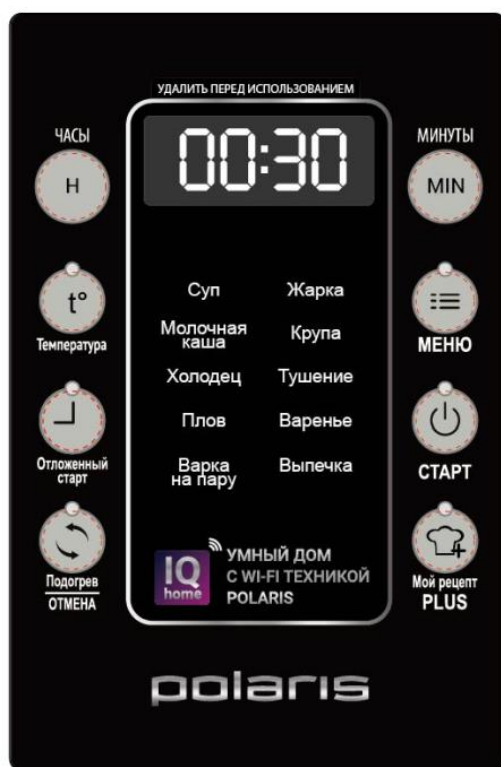 УДАЛИТЬ ПЕРЕД ИСПОЛЬЗОВАНИЕМ
00:30
ЧАСЫ
H
t°
Температура
Отложенный
старт
Подогрев
ОТМЕНА
Суп
Жарка
Молочная
каша
Крупа
Холодец
Тушение
Плов
Варенье
Варка
на пару
Выпечка
IQ
home
УМНЫЙ ДОМ
С WI-FI ТЕХНИКОЙ
POLARIS
МИНУТЫ
MIN
МЕНЮ
СТАРТ
Мой рецепт
PLUS
polaris